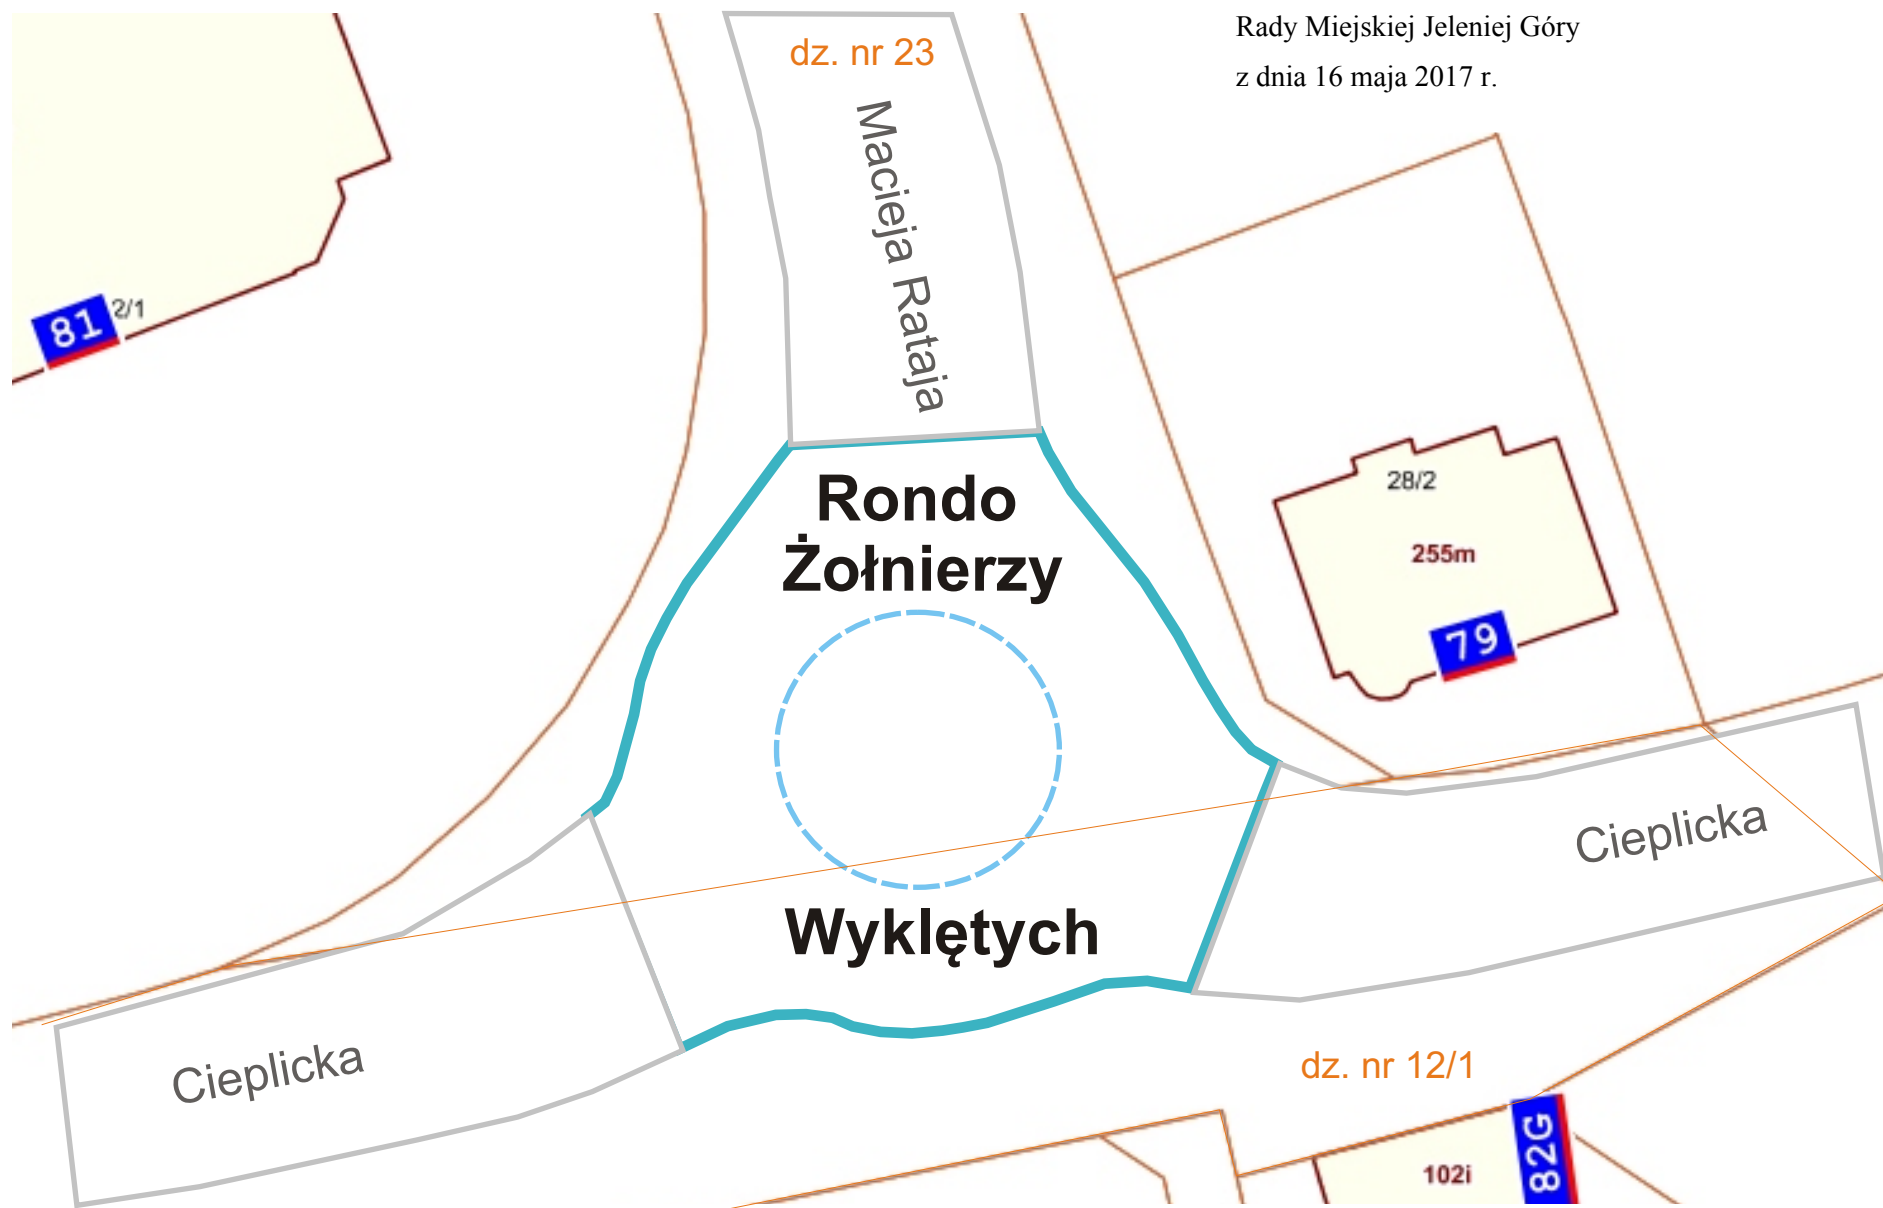 Rady Miejskiej Jeleniej Góry
z dnia 16 maja 2017 r.
dz. nr 23
Macieja Rataja
81
2/1
Rondo
Żołnierzy
Wyklętych
28/2
255m
79
Cieplicka
Cieplicka
dz. nr 12/1
102i
82G